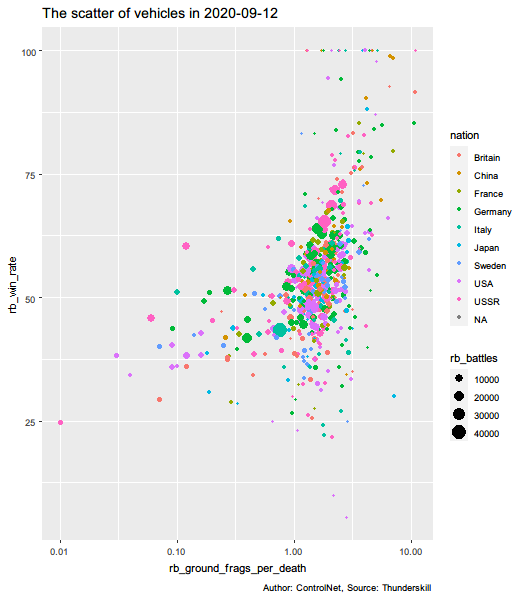 The scatter of vehicles in 2020-09-12
100
75
50
25
rb_win_rate
0.01
0.10
1.00
10.00
rb_ground_frags_per_death
nation
Britain
China
France
Germany
Italy
Japan
Sweden
USA
USSR
NA
rb_battles
10000
20000
30000
40000
Author: ControlNet, Source: Thunderskill